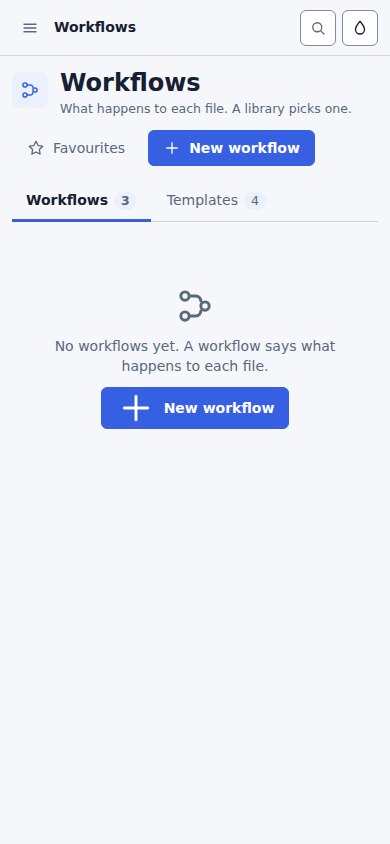 Workflows
Workflows
What happens to each file. A library picks one.
Favourites
New workflow
Workflows 3
Templates 4
No workflows yet. A workflow says what
happens to each file.
New workflow